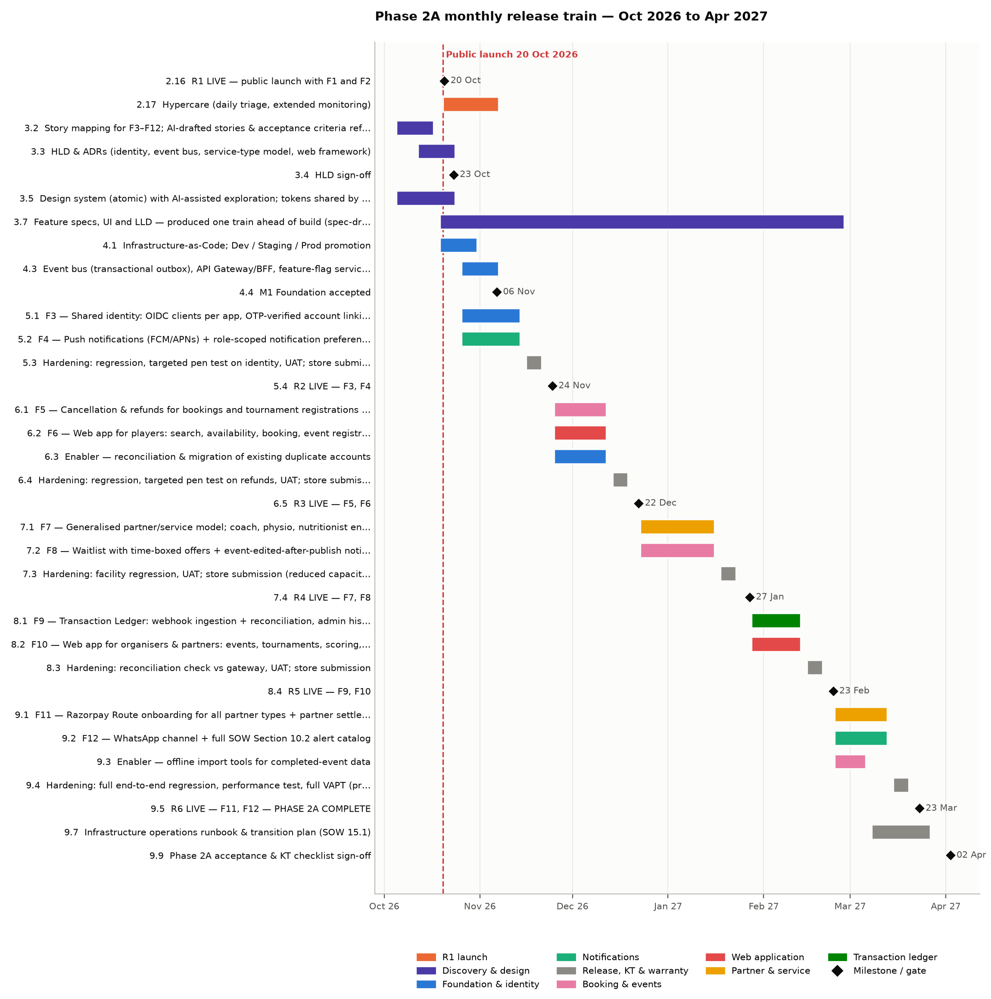 Phase 2A monthly release train — Oct 2026 to Apr 2027
Public launch 20 Oct 2026
2.16 R1 LIVE — public launch with F1 and F2
20 Oct
2.17 Hypercare (daily triage, extended monitoring)
3.2 Story mapping for F3–F12; AI-drafted stories & acceptance criteria ref…
3.3 HLD & ADRs (identity, event bus, service-type model, web framework)
3.4 HLD sign-off
23 Oct
3.5 Design system (atomic) with AI-assisted exploration; tokens shared by …
3.7 Feature specs, UI and LLD — produced one train ahead of build (spec-dr…
4.1 Infrastructure-as-Code; Dev / Staging / Prod promotion
4.3 Event bus (transactional outbox), API Gateway/BFF, feature-flag servic…
4.4 M1 Foundation accepted
06 Nov
5.1 F3 — Shared identity: OIDC clients per app, OTP-verified account linki…
5.2 F4 — Push notifications (FCM/APNs) + role-scoped notification preferen…
5.3 Hardening: regression, targeted pen test on identity, UAT; store submi…
5.4 R2 LIVE — F3, F4
24 Nov
6.1 F5 — Cancellation & refunds for bookings and tournament registrations …
6.2 F6 — Web app for players: search, availability, booking, event registr…
6.3 Enabler — reconciliation & migration of existing duplicate accounts
6.4 Hardening: regression, targeted pen test on refunds, UAT; store submis…
6.5 R3 LIVE — F5, F6
22 Dec
7.1 F7 — Generalised partner/service model; coach, physio, nutritionist en…
7.2 F8 — Waitlist with time-boxed offers + event-edited-after-publish noti…
7.3 Hardening: facility regression, UAT; store submission (reduced capacit…
7.4 R4 LIVE — F7, F8
27 Jan
8.1 F9 — Transaction Ledger: webhook ingestion + reconciliation, admin his…
8.2 F10 — Web app for organisers & partners: events, tournaments, scoring,…
8.3 Hardening: reconciliation check vs gateway, UAT; store submission
8.4 R5 LIVE — F9, F10
23 Feb
9.1 F11 — Razorpay Route onboarding for all partner types + partner settle…
9.2 F12 — WhatsApp channel + full SOW Section 10.2 alert catalog
9.3 Enabler — offline import tools for completed-event data
9.4 Hardening: full end-to-end regression, performance test, full VAPT (pr…
9.5 R6 LIVE — F11, F12 — PHASE 2A COMPLETE
23 Mar
9.7 Infrastructure operations runbook & transition plan (SOW 15.1)
9.9 Phase 2A acceptance & KT checklist sign-off
02 Apr
Oct 26 Nov 26 Dec 26 Jan 27 Feb 27 Mar 27 Apr 27
R1 launch Notifications Web application Transaction ledger
Discovery & design Release, KT & warranty Partner & service Milestone / gate
Foundation & identity Booking & events